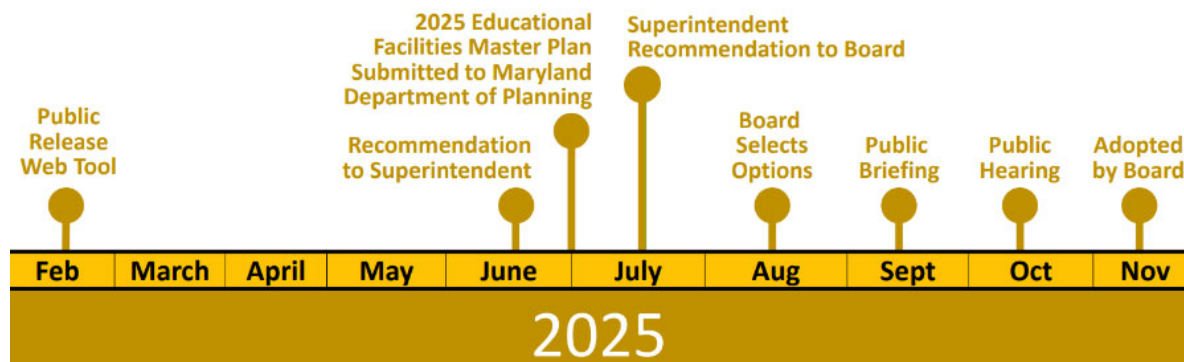 Public
Release
Web Tool
Recommendation
to Superintendent
2025 Educational
Facilities Master Plan
Submitted to Maryland
Department of Planning
Superintendent
Recommendation to Board
Board
Selects
Options
Public
Briefing
Public
Hearing
Adopted
by Board
Feb March April May June July Aug Sept Oct Nov
2025